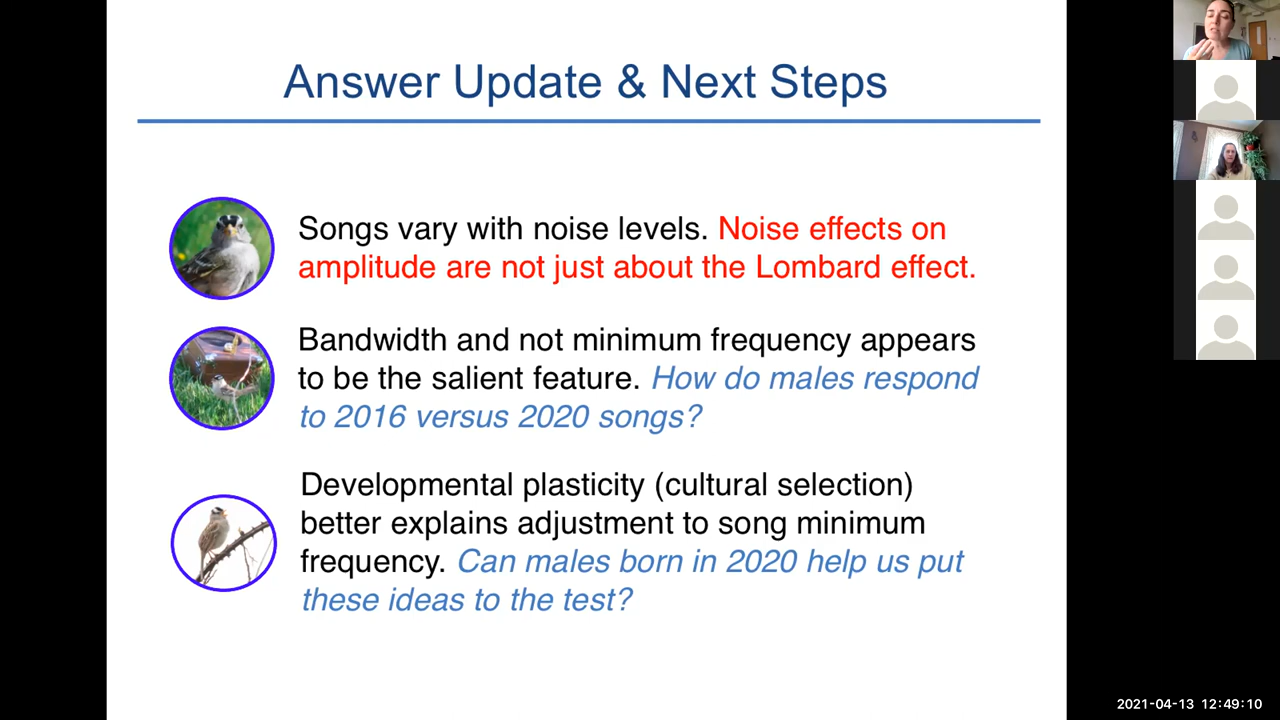 Answer Update & Next Steps
Songs vary with noise levels. Noise effects on
amplitude are not just about the Lombard effect.
Bandwidth and not minimum frequency appears
to be the salient feature. How do males respond
to 2016 versus 2020 songs?
Developmental plasticity (cultural selection)
better explains adjustment to song minimum
frequency. Can males born in 2020 help us put
these ideas to the test?
2021-04-13 12:49:10